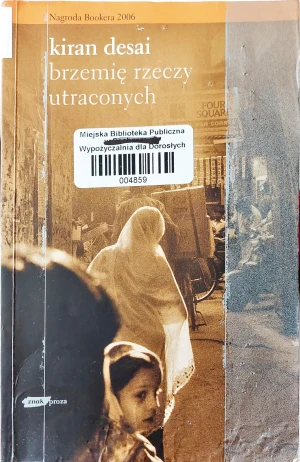 Nagroda Bookera 2006
kiran desai
brzemię rzeczy
utraconych
FOUR
SQUARE
Miejska Biblioteka Publiczna
Wypożyczalnia dla Dorosłych
004859
znak proza